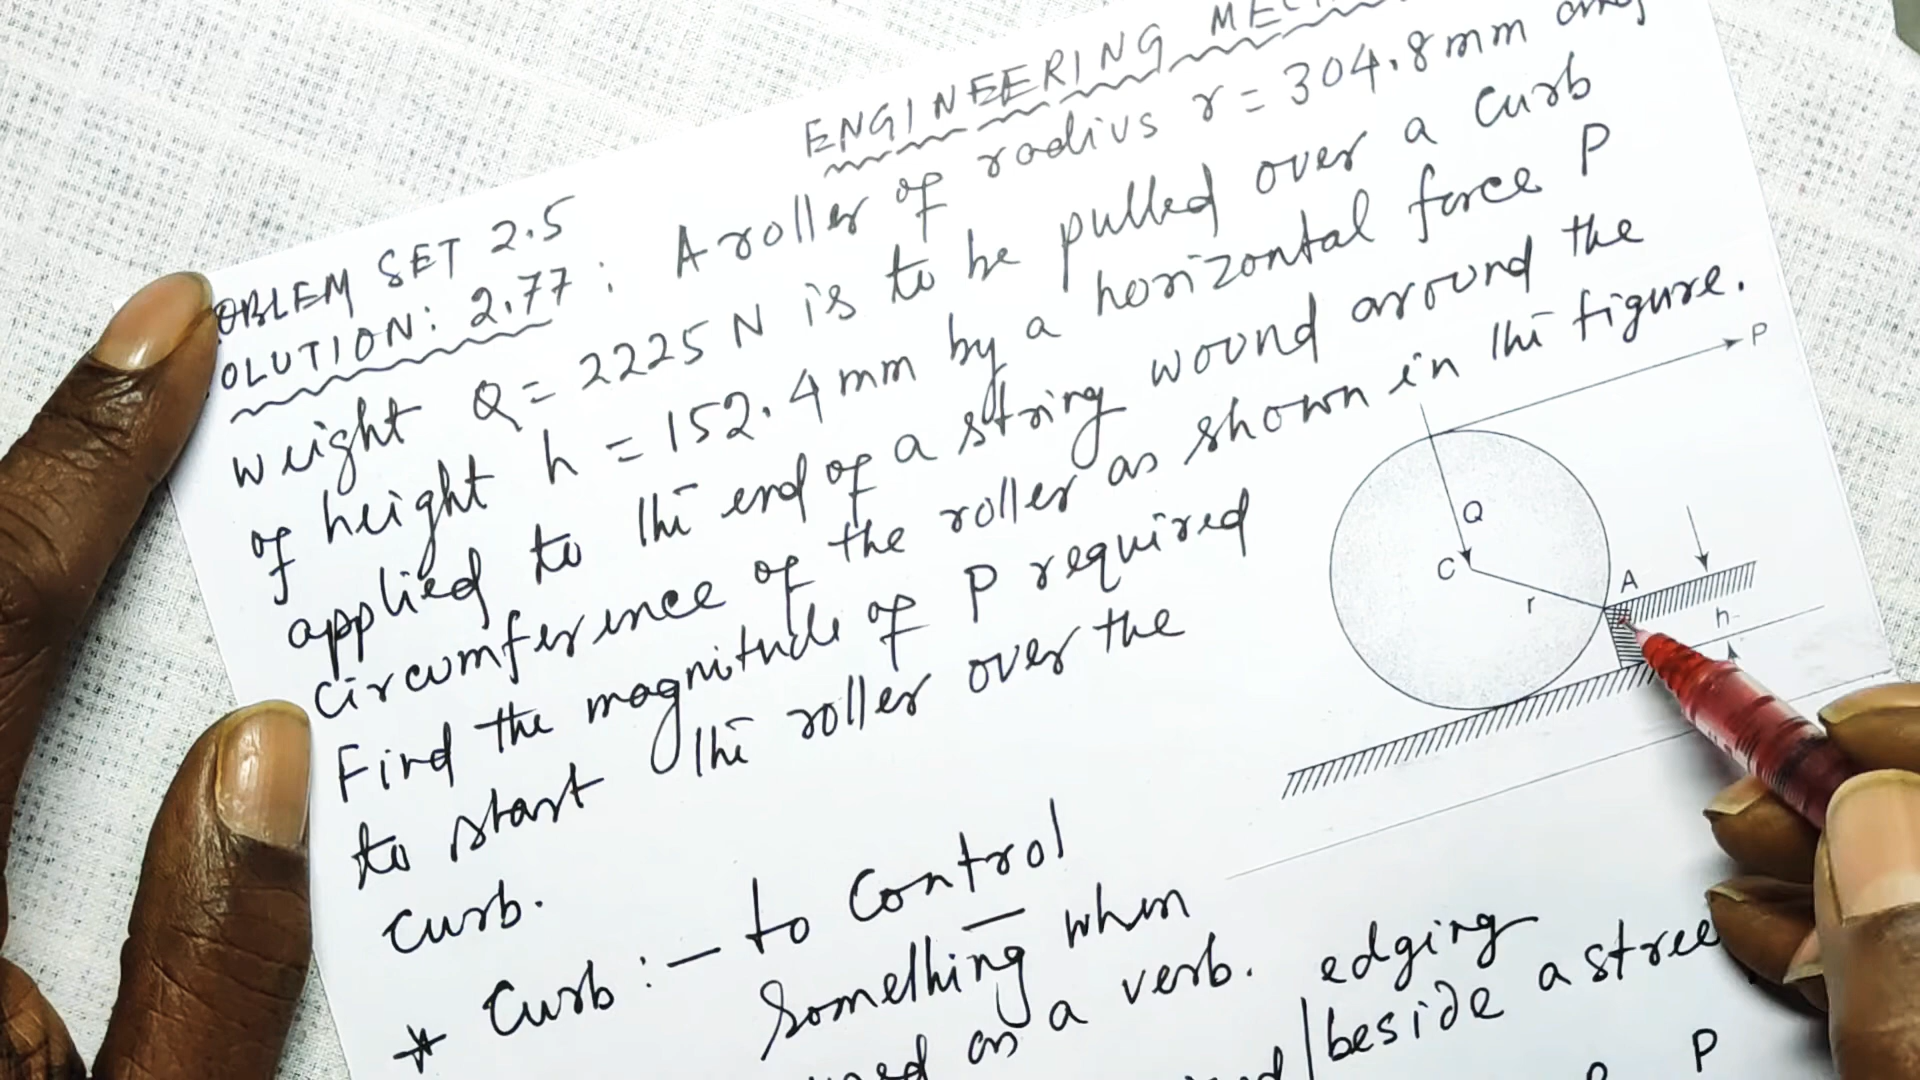 ENGINEERING MEC
OBLEM SET 2.5
OLUTION: 2.77: A roller of radius r = 304.8 mm and
weight Q = 2225 N is to be pulled over a curb
of height h = 152.4 mm by a horizontal force P
applied to the end of a string wound around the
circumference of the roller as shown in the figure.
Find the magnitude of P required
to start the roller over the
curb.
P
Q
C
r
A
h
* Curb :- to Control
Something when
on a verb. edging
beside a stree
P